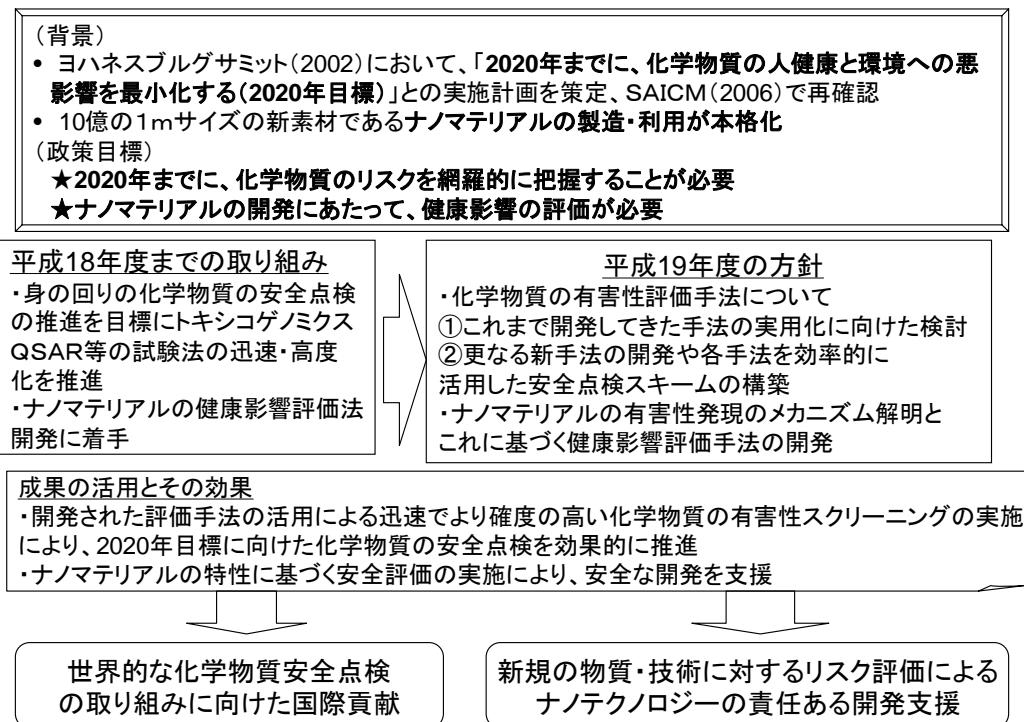 （背景）
• ヨハネスブルグサミット（2002）において、「2020年までに、化学物質の人健康と環境への悪
影響を最小化する（2020年目標）」との実施計画を策定、SAICM（2006）で再確認
• 10億の1mサイズの新素材であるナノマテリアルの製造・利用が本格化
（政策目標）
★2020年までに、化学物質のリスクを網羅的に把握することが必要
★ナノマテリアルの開発にあたって、健康影響の評価が必要
平成18年度までの取り組み
・身の回りの化学物質の安全点検
の推進を目標にトキシコゲノミクス
QSAR等の試験法の迅速・高度
化を推進
・ナノマテリアルの健康影響評価法
開発に着手
平成19年度の方針
・化学物質の有害性評価手法について
①これまで開発してきた手法の実用化に向けた検討
②更なる新手法の開発や各手法を効率的に
活用した安全点検スキームの構築
・ナノマテリアルの有害性発現のメカニズム解明と
これに基づく健康影響評価手法の開発
成果の活用とその効果
・開発された評価手法の活用による迅速でより確度の高い化学物質の有害性スクリーニングの実施
により、2020年目標に向けた化学物質の安全点検を効果的に推進
・ナノマテリアルの特性に基づく安全評価の実施により、安全な開発を支援
世界的な化学物質安全点検
の取り組みに向けた国際貢献
新規の物質・技術に対するリスク評価による
ナノテクノロジーの責任ある開発支援